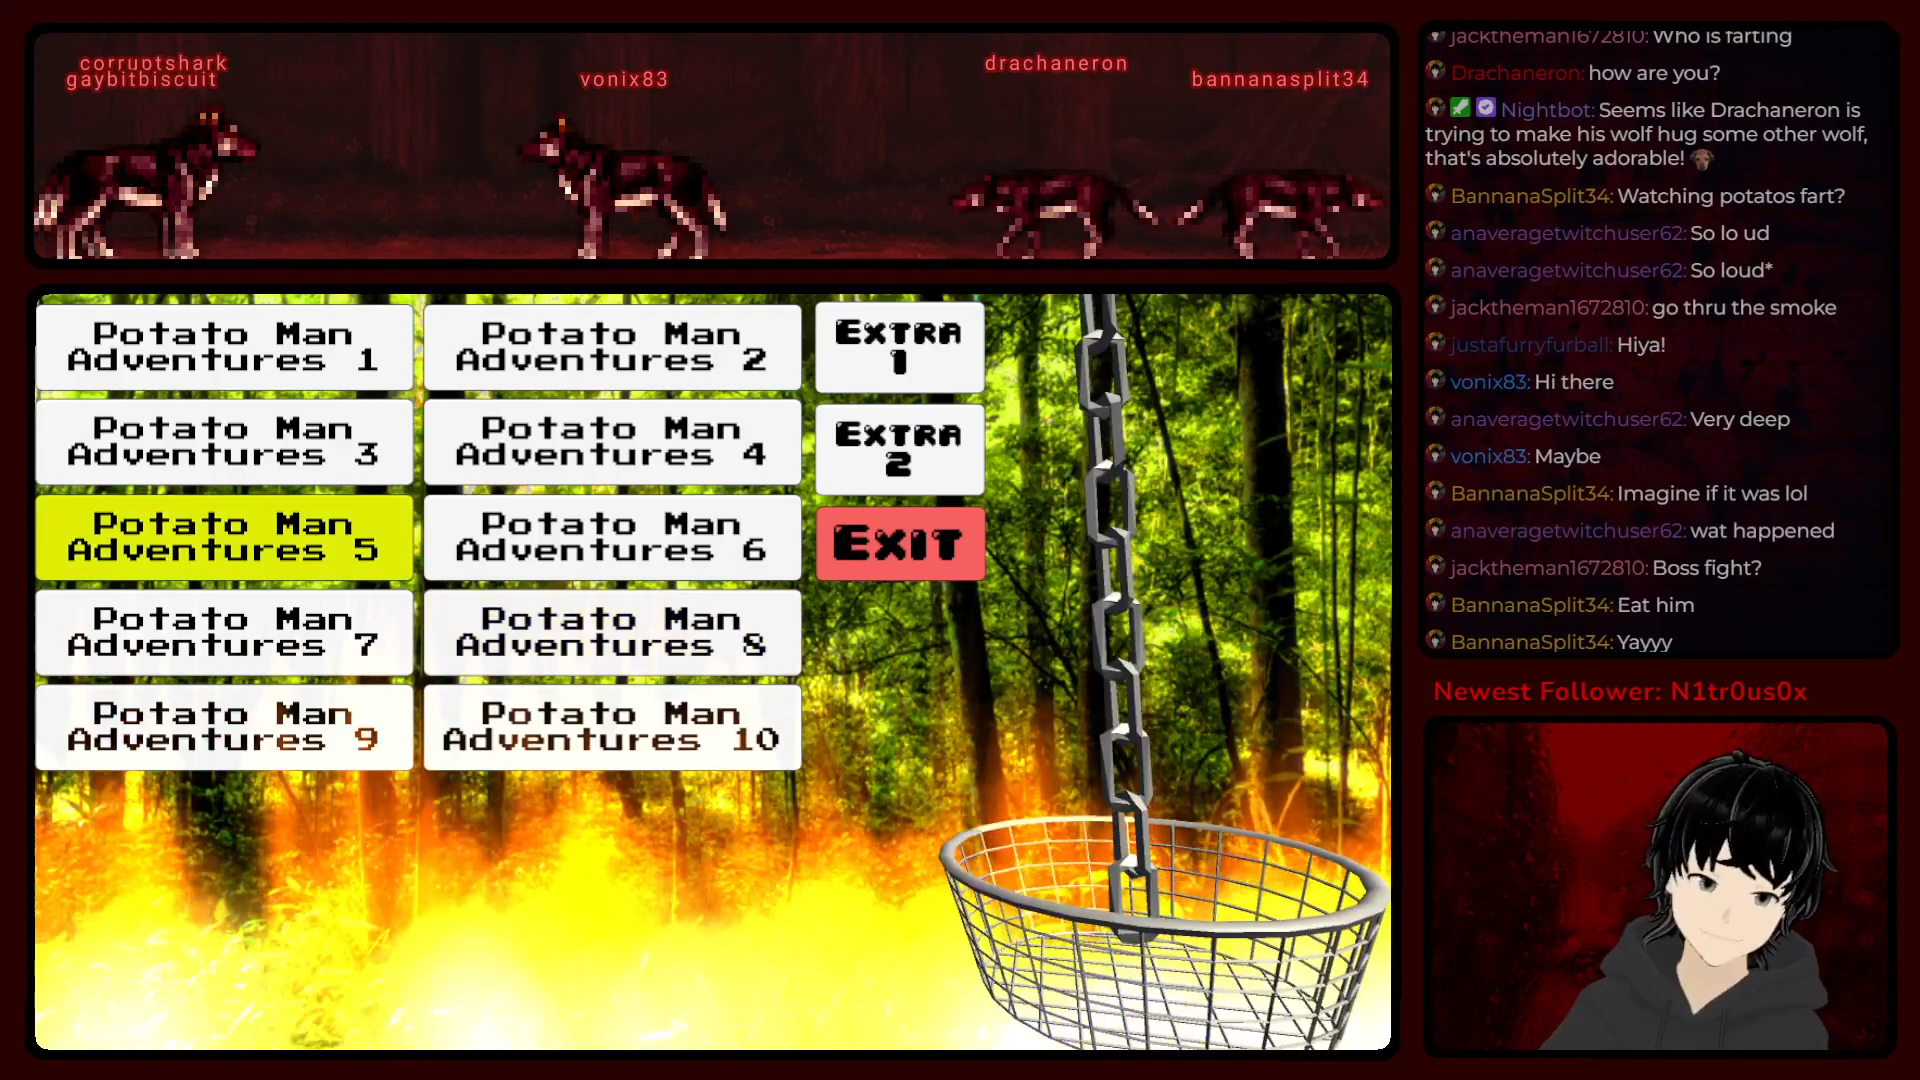 corruptshark
gaybitbiscuit
vonix83
drachaneron
bannanasplit34
Potato Man
Adventures 1
Potato Man
Adventures 2
Extra
1
Potato Man
Adventures 3
Potato Man
Adventures 4
Extra
2
Potato Man
Adventures 5
Potato Man
Adventures 6
Exit
Potato Man
Adventures 7
Potato Man
Adventures 8
Potato Man
Adventures 9
Potato Man
Adventures 10
jacktheman1672810: Who is farting
Drachaneron: how are you?
Nightbot: Seems like Drachaneron is
trying to make his wolf hug some other wolf,
that's absolutely adorable!
BannanaSplit34: Watching potatos fart?
anaveragetwitchuser62: So lo ud
anaveragetwitchuser62: So loud*
jacktheman1672810: go thru the smoke
justafurryfurball: Hiya!
vonix83: Hi there
anaveragetwitchuser62: Very deep
vonix83: Maybe
BannanaSplit34: Imagine if it was lol
anaveragetwitchuser62: wat happened
jacktheman1672810: Boss fight?
BannanaSplit34: Eat him
BannanaSplit34: Yayyy
Newest Follower: N1tr0us0x